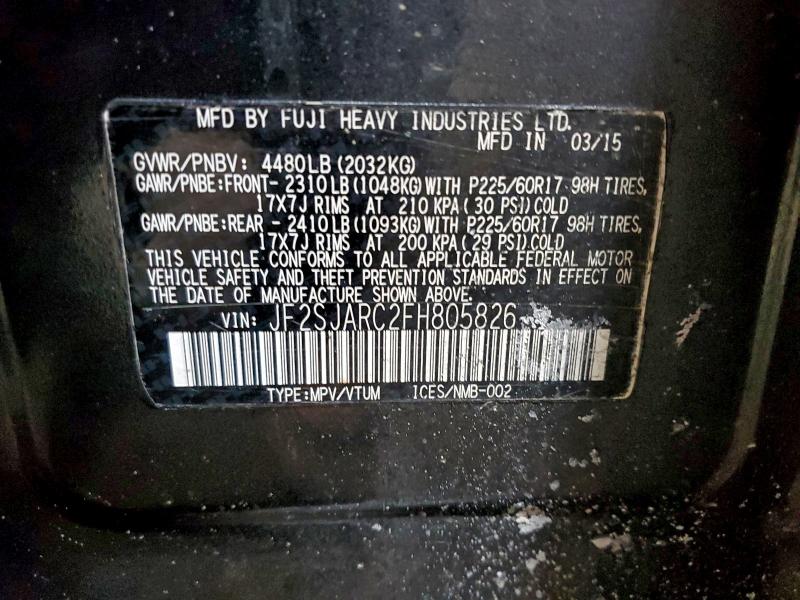 MFD BY FUJI HEAVY INDUSTRIES LTD.
MFD IN 03/15
GVWR/PNBV: 4480LB(2032KG)
GAWR/PNBE:FRONT-2310LB(1048KG)WITH P225/60R17 98H TIRES,
17X7J RIMS AT 210 KPA(30 PSI)COLD
GAWR/PNBE:REAR -2410LB(1093KG)WITH P225/60R17 98H TIRES,
17X7J RIMS AT 200 KPA(29 PSI)COLD
THIS VEHICLE CONFORMS TO ALL APPLICABLE FEDERAL MOTOR
VEHICLE SAFETY AND THEFT PREVENTION STANDARDS IN EFFECT ON
THE DATE OF MANUFACTURE SHOWN ABOVE.
VIN: JF2SJARC2FH805826
TYPE:MPV/VTUM ICES/NMB-002